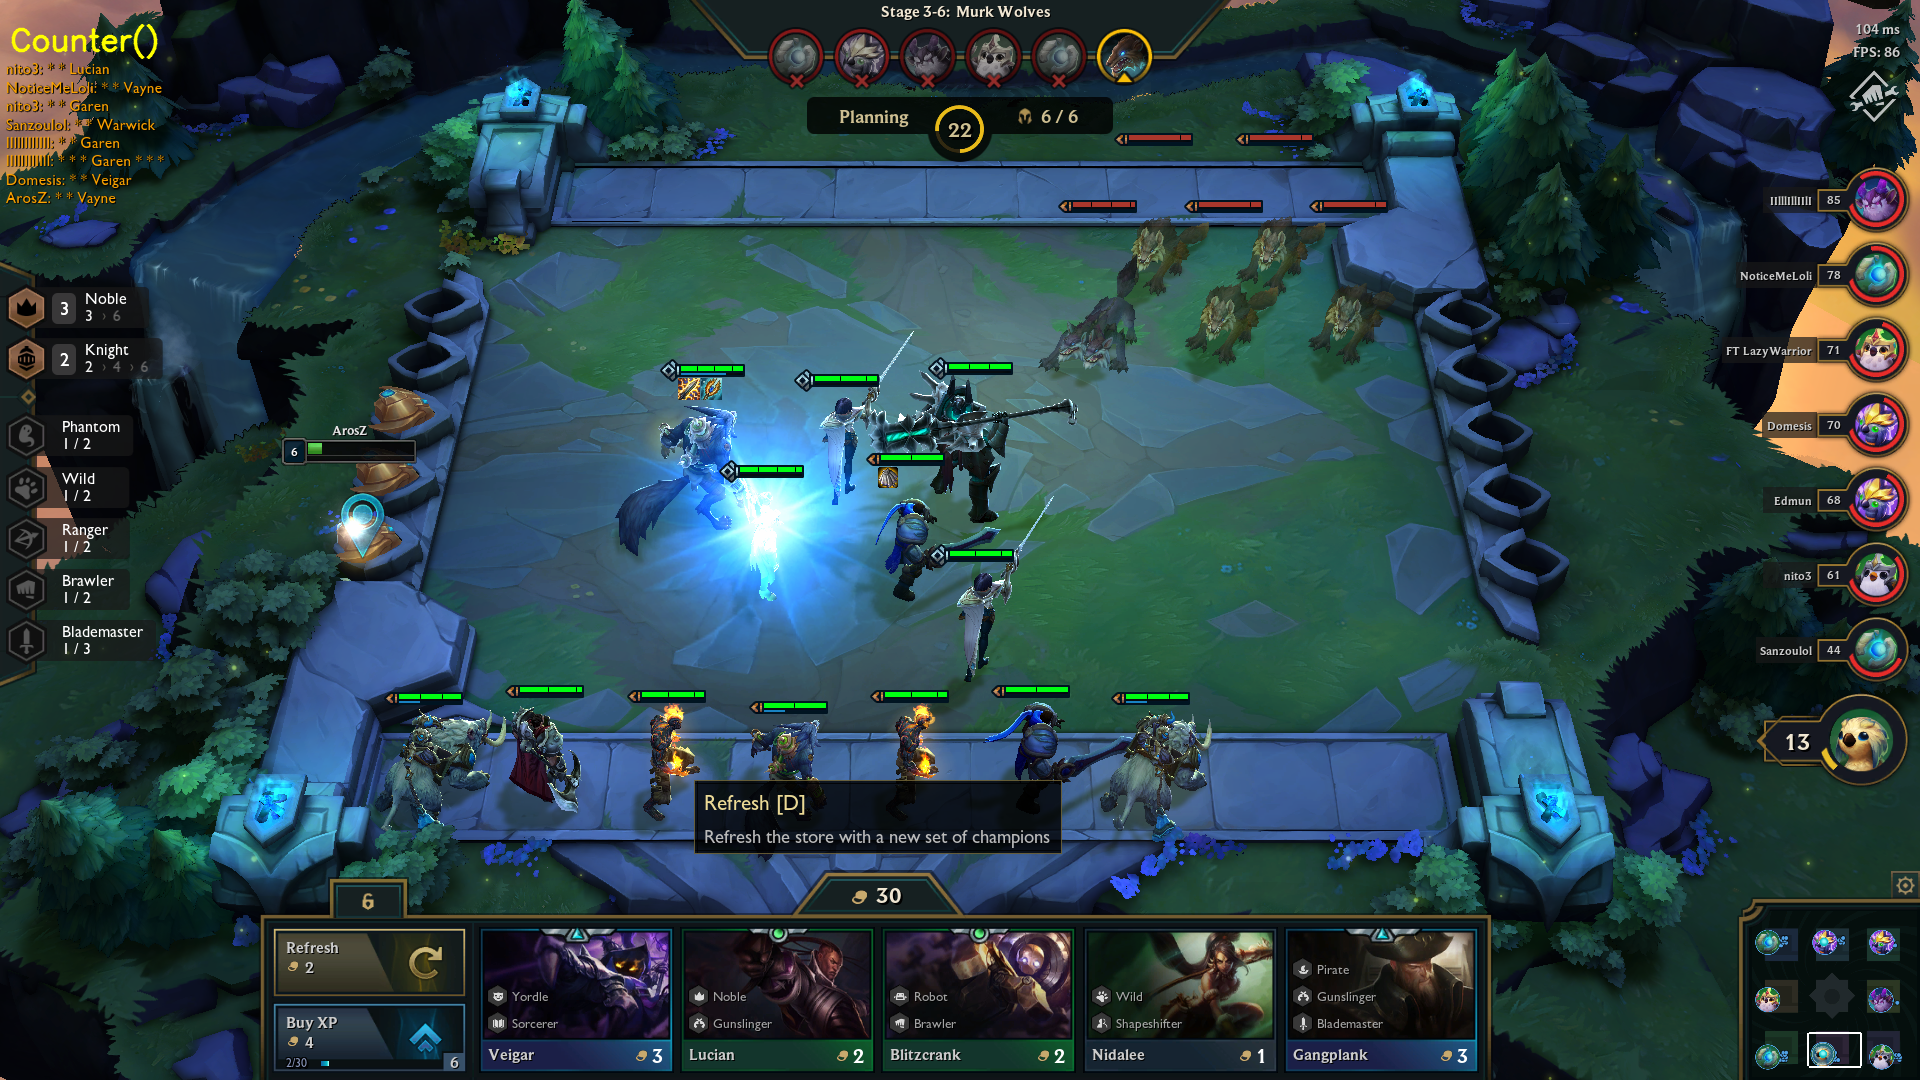 Stage 3-6: Murk Wolves
Counter()
nito3: * * Lucian
NoticeMeLoli: * * Vayne
nito3: * * Garen
Sanzoulol: * * Warwick
* * Garen
* * * Garen * * *
Domesis: * * Veigar
ArosZ: * * Vayne
104 ms
FPS: 86
Planning
22
6 / 6
85
NoticeMeLoli
78
FT LazyWarrior
71
Domesis
70
Edmun
68
nito3
61
Sanzoulol
44
13
3
Noble
3 › 6
2
Knight
2 › 4 › 6
Phantom
1 / 2
Wild
1 / 2
Ranger
1 / 2
Brawler
1 / 2
Blademaster
1 / 3
ArosZ
6
Refresh [D]
Refresh the store with a new set of champions
6
30
Refresh
2
Buy XP
4
2/30
6
Yordle
Sorcerer
Veigar
3
Noble
Gunslinger
Lucian
2
Robot
Brawler
Blitzcrank
2
Wild
Shapeshifter
Nidalee
1
Pirate
Gunslinger
Blademaster
Gangplank
3